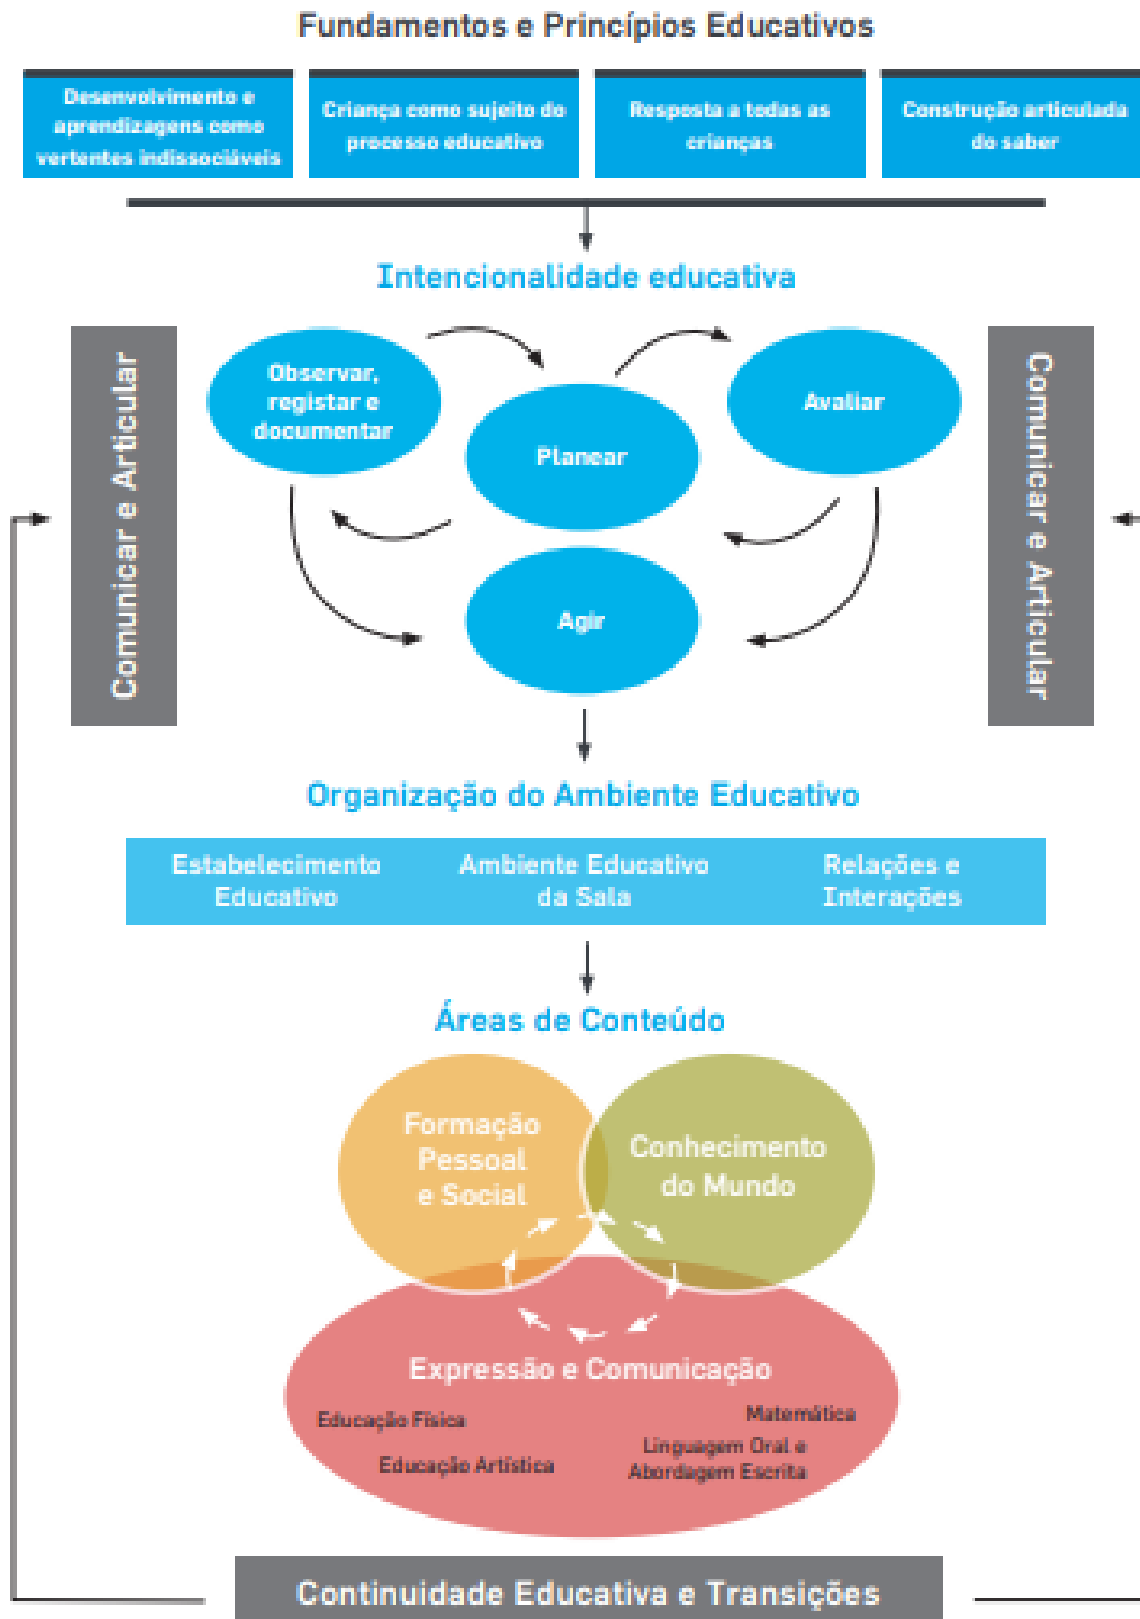 Fundamentos e Princípios Educativos
Desenvolvimento e
aprendizagens como
vertentes indissociáveis
Criança como sujeito do
processo educativo
Resposta a todas as
crianças
Construção articulada
do saber
Intencionalidade educativa
Comunicar e Articular
Observar,
registar e
documentar
Planear
Avaliar
Agir
Comunicar e Articular
Organização do Ambiente Educativo
Estabelecimento
Educativo
Ambiente Educativo
da Sala
Relações e
Interações
Áreas de Conteúdo
Formação
Pessoal
e Social
Conhecimento
do Mundo
Expressão e Comunicação
Educação Física
Educação Artística
Matemática
Linguagem Oral e
Abordagem Escrita
Continuidade Educativa e Transições